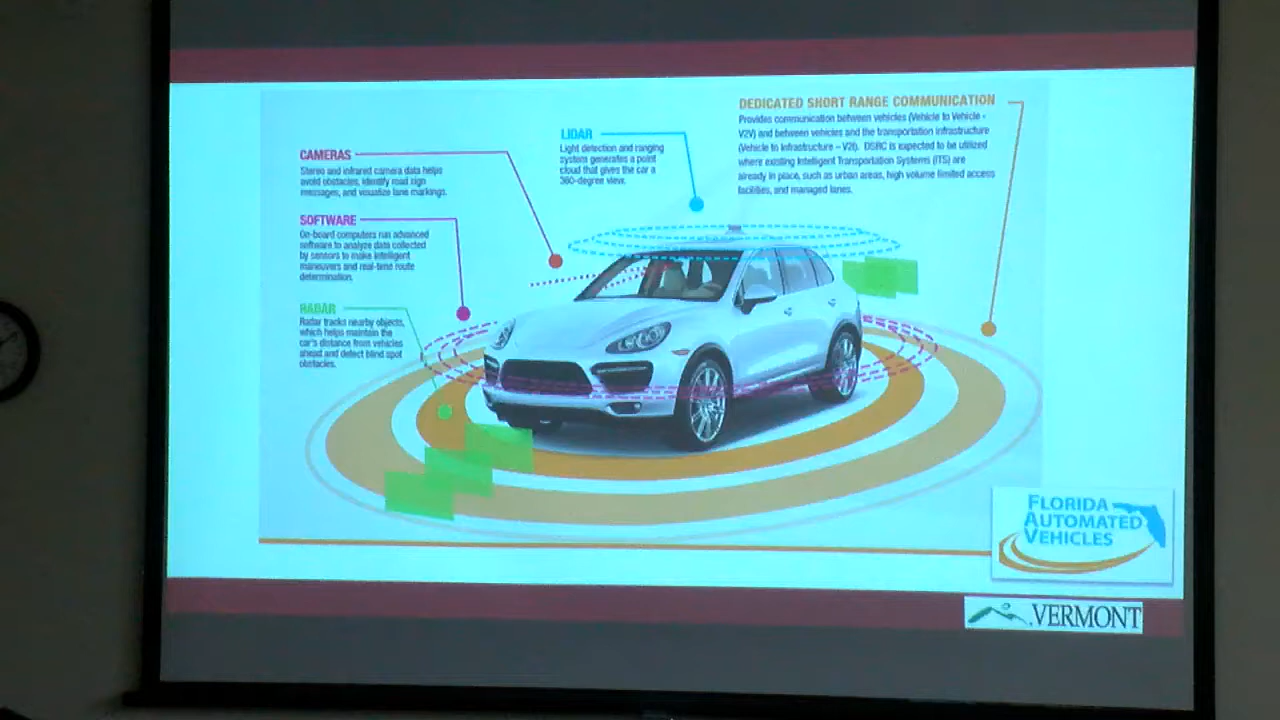 CAMERAS
Stereo and infrared camera data helps
avoid obstacles, identify road sign
messages, and visualize lane markings.
SOFTWARE
On-board computers run advanced
software to analyze data collected
by sensors to make intelligent
maneuvers and real-time route
determination.
RADAR
Radar tracks nearby objects,
which helps maintain the
car's distance from vehicles
ahead and detect blind spot
obstacles.
LIDAR
Light detection and ranging
system generates a point
cloud that gives the car a
360-degree view.
DEDICATED SHORT RANGE COMMUNICATION
Provides communication between vehicles (Vehicle to Vehicle -
V2V) and between vehicles and the transportation infrastructure
(Vehicle to Infrastructure – V2I). DSRC is expected to be utilized
where existing Intelligent Transportation Systems (ITS) are
already in place, such as urban areas, high volume limited access
facilities, and managed lanes.
FLORIDA
AUTOMATED
VEHICLES
VERMONT